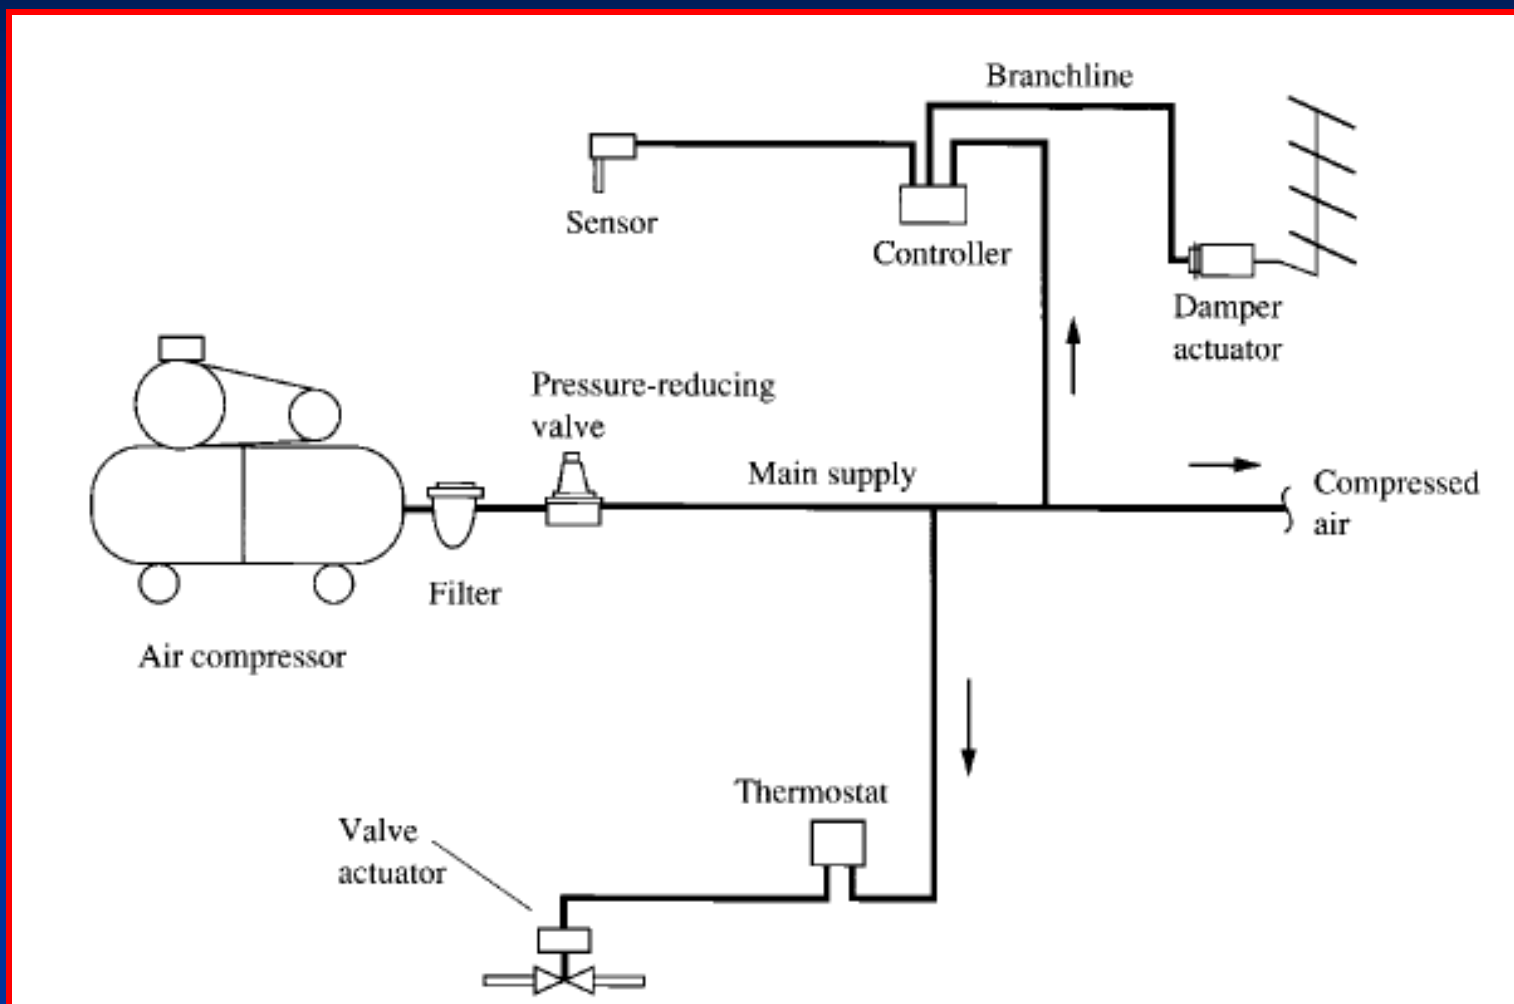 Branchline
Sensor
Controller
Damper
actuator
Pressure-reducing
valve
Main supply
Compressed
air
Filter
Air compressor
Thermostat
Valve
actuator